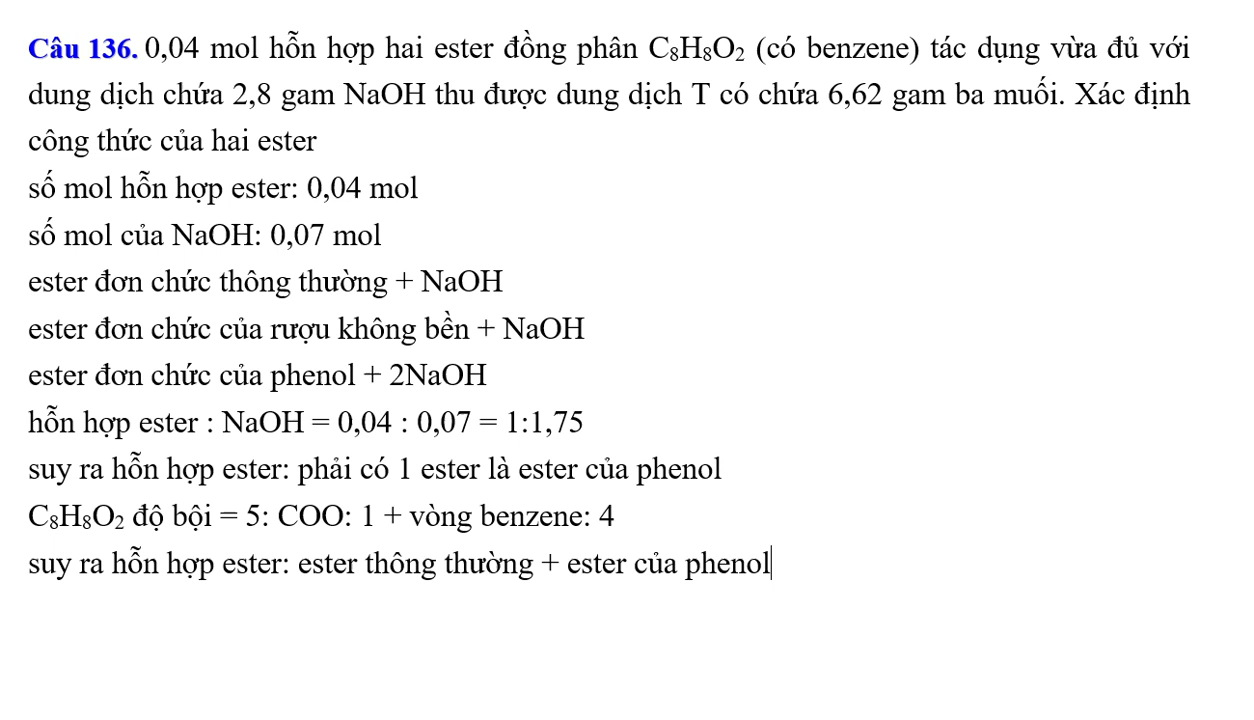 Câu 136. 0,04 mol hỗn hợp hai ester đồng phân C₈H₈O₂ (có benzene) tác dụng vừa đủ với
dung dịch chứa 2,8 gam NaOH thu được dung dịch T có chứa 6,62 gam ba muối. Xác định
công thức của hai ester
số mol hỗn hợp ester: 0,04 mol
số mol của NaOH: 0,07 mol
ester đơn chức thông thường + NaOH
ester đơn chức của rượu không bền + NaOH
ester đơn chức của phenol + 2NaOH
hỗn hợp ester : NaOH = 0,04 : 0,07 = 1:1,75
suy ra hỗn hợp ester: phải có 1 ester là ester của phenol
C₈H₈O₂ độ bội = 5: COO: 1 + vòng benzene: 4
suy ra hỗn hợp ester: ester thông thường + ester của phenol